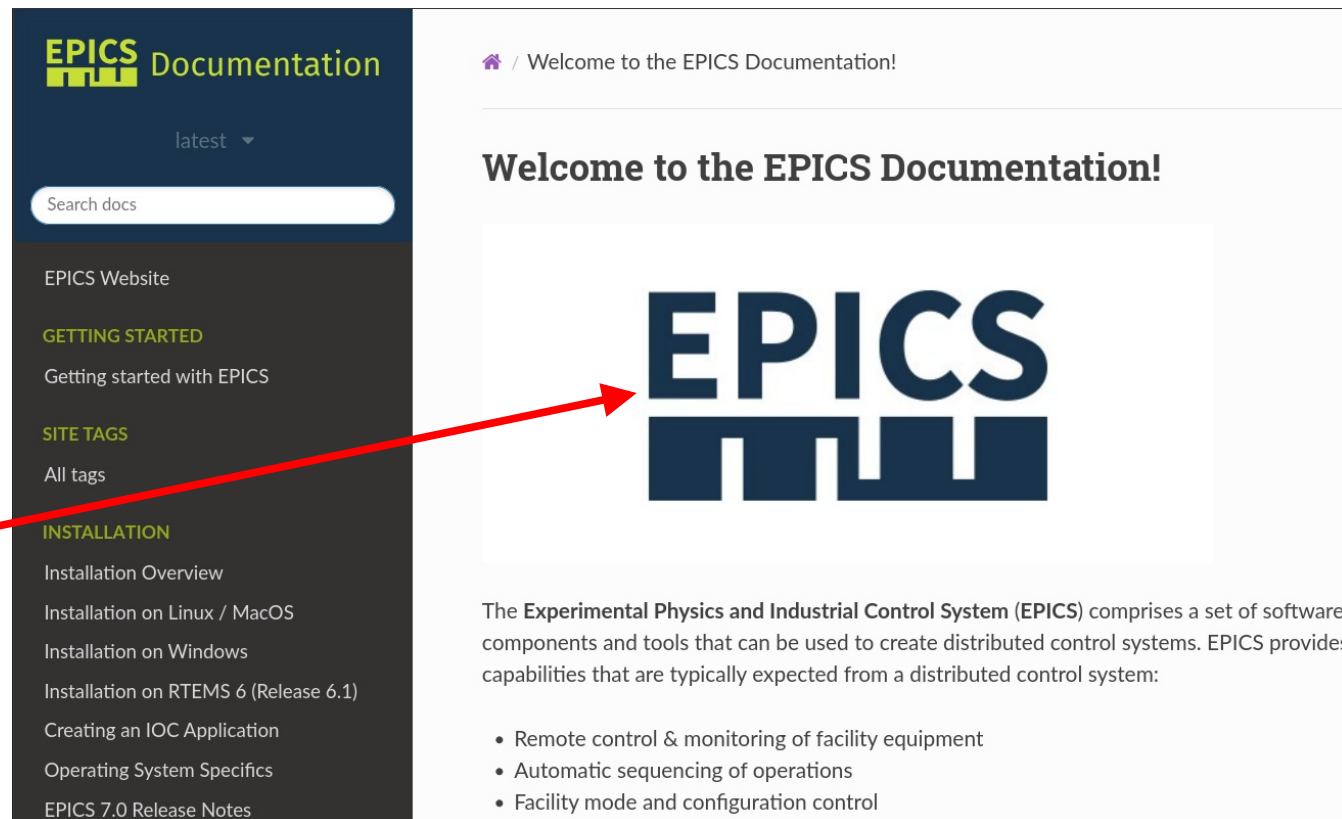 EPICS Documentation
latest
Search docs
EPICS Website
GETTING STARTED
Getting started with EPICS
SITE TAGS
All tags
INSTALLATION
Installation Overview
Installation on Linux / MacOS
Installation on Windows
Installation on RTEMS 6 (Release 6.1)
Creating an IOC Application
Operating System Specifics
EPICS 7.0 Release Notes
/ Welcome to the EPICS Documentation!
Welcome to the EPICS Documentation!
EPICS
The Experimental Physics and Industrial Control System (EPICS) comprises a set of software
components and tools that can be used to create distributed control systems. EPICS provides
capabilities that are typically expected from a distributed control system:
• Remote control & monitoring of facility equipment
• Automatic sequencing of operations
• Facility mode and configuration control